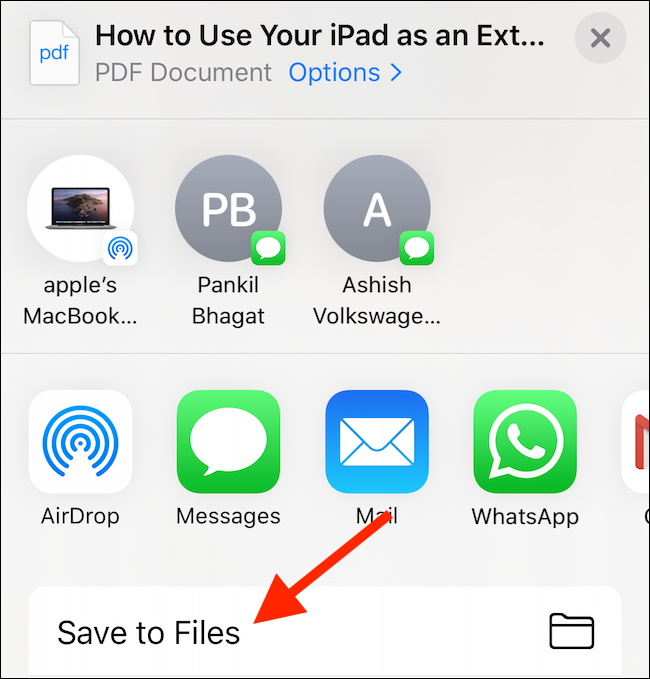 pdf
How to Use Your iPad as an Ext...
PDF Document Options >
PB
A
apple's
MacBook...
Pankil
Bhagat
Ashish
Volkswage...
AirDrop
Messages
Mail
WhatsApp
Save to Files